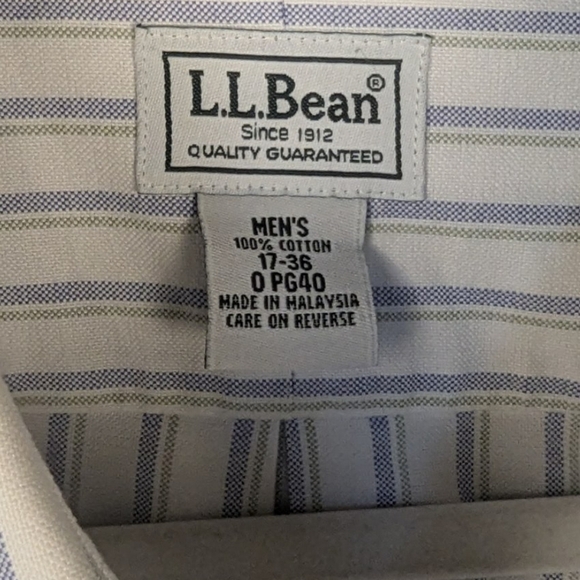 L.L.Bean®
Since 1912
QUALITY GUARANTEED
MEN'S
100% COTTON
17-36
0 PG40
MADE IN MALAYSIA
CARE ON REVERSE